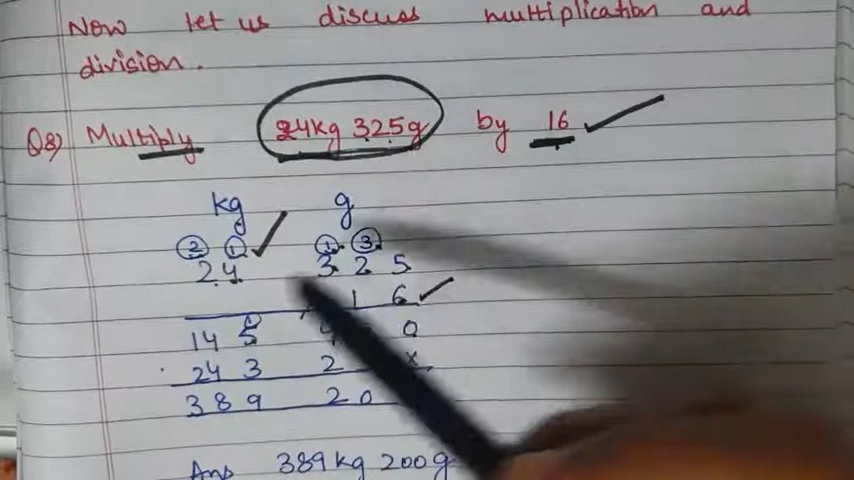 Now let us discuss multiplication and
division.
Q8) Multiply 24kg 325g by 16
kg g
2 1 1 3
24 325
16
145 4 0
243 2 x
389 20
Ans 389kg 200g